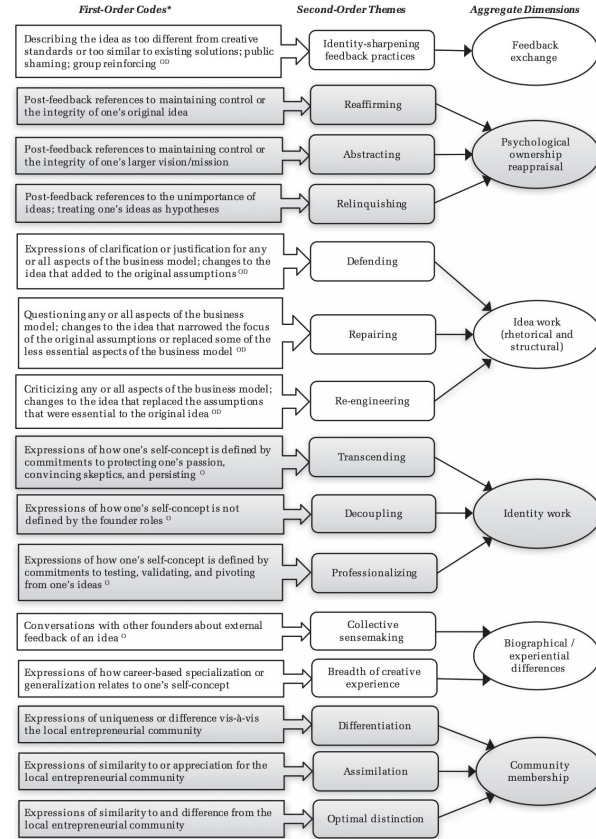 First-Order Codes*
Second-Order Themes
Aggregate Dimensions
Describing the idea as too different from creative
standards or too similar to existing solutions; public
shaming; group reinforcing OD
Identity-sharpening
feedback practices
Feedback
exchange
Post-feedback references to maintaining control or
the integrity of one's original idea
Reaffirming
Post-feedback references to maintaining control or
the integrity of one's larger vision/mission
Abstracting
Psychological
ownership
reappraisal
Post-feedback references to the unimportance of
ideas; treating one's ideas as hypotheses
Relinquishing
Expressions of clarification or justification for any
or all aspects of the business model; changes to the
idea that added to the original assumptions OD
Defending
Questioning any or all aspects of the business
model; changes to the idea that narrowed the focus
of the original assumptions or replaced some of the
less essential aspects of the business model OD
Repairing
Idea work
(rhetorical and
structural)
Criticizing any or all aspects of the business model;
changes to the idea that replaced the assumptions
that were essential to the original idea OD
Re-engineering
Expressions of how one's self-concept is defined by
commitments to protecting one's passion,
convincing skeptics, and persisting O
Transcending
Expressions of how one's self-concept is not
defined by the founder roles O
Decoupling
Identity work
Expressions of how one's self-concept is defined by
commitments to testing, validating, and pivoting
from one's ideas O
Professionalizing
Conversations with other founders about external
feedback of an idea O
Collective
sensemaking
Biographical /
experiential
differences
Expressions of how career-based specialization or
generalization relates to one's self-concept
Breadth of creative
experience
Expressions of uniqueness or difference vis-à-vis
the local entrepreneurial community
Differentiation
Expressions of similarity to or appreciation for the
local entrepreneurial community
Assimilation
Community
membership
Expressions of similarity to and difference from the
local entrepreneurial community
Optimal distinction